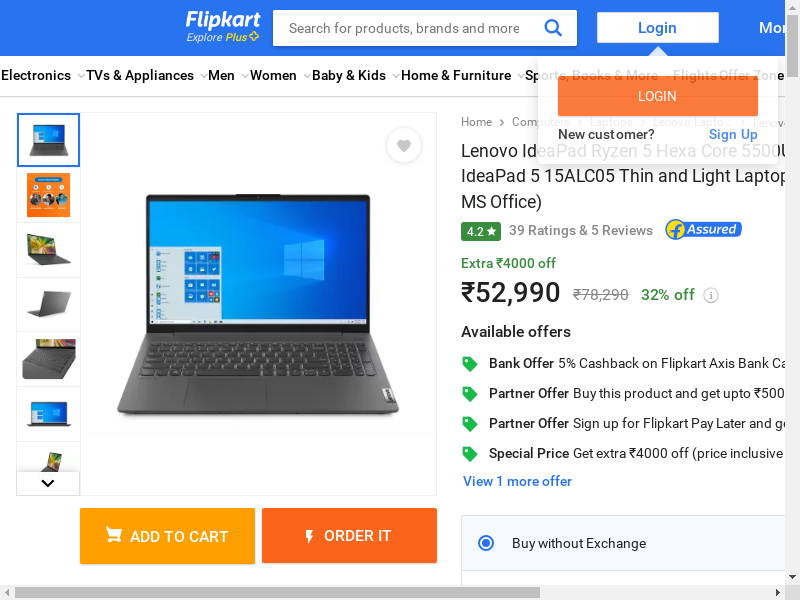 Flipkart
Explore Plus
Search for products, brands and more
Login
Electronics
TVs & Appliances
Men
Women
Baby & Kids
Home & Furniture
Sports, Books & More
Flights
Offer Zone
LOGIN
New customer?
Sign Up
Home
Computers
Laptops
Lenovo Lapto...
Lenovo IdeaPad Ryzen 5 Hexa Core 5500U
IdeaPad 5 15ALC05 Thin and Light Laptop
MS Office)
4.2
39 Ratings & 5 Reviews
Assured
Extra ₹4000 off
₹52,990
₹78,290
32% off
Available offers
Bank Offer 5% Cashback on Flipkart Axis Bank
Partner Offer Buy this product and get upto ₹500
Partner Offer Sign up for Flipkart Pay Later and
Special Price Get extra ₹4000 off (price inclusive
View 1 more offer
ADD TO CART
ORDER IT
Buy without Exchange